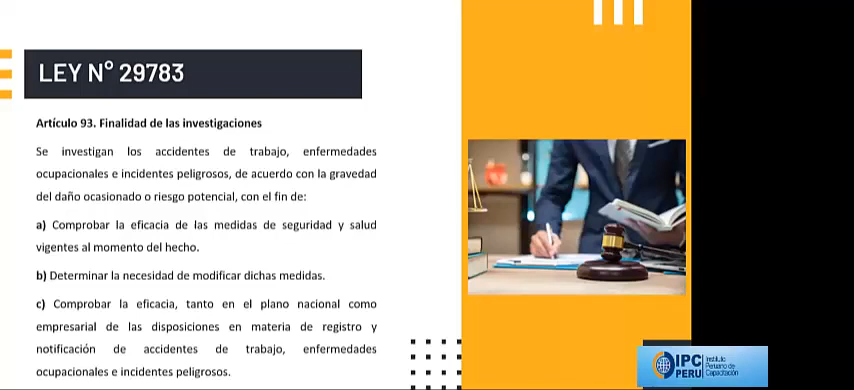 LEY N° 29783
Artículo 93. Finalidad de las investigaciones
Se investigan los accidentes de trabajo, enfermedades
ocupacionales e incidentes peligrosos, de acuerdo con la gravedad
del daño ocasionado o riesgo potencial, con el fin de:
a) Comprobar la eficacia de las medidas de seguridad y salud
vigentes al momento del hecho.
b) Determinar la necesidad de modificar dichas medidas.
c) Comprobar la eficacia, tanto en el plano nacional como
empresarial de las disposiciones en materia de registro y
notificación de accidentes de trabajo, enfermedades
ocupacionales e incidentes peligrosos.
IPC
PERU
Instituto
Peruano de
Capacitación